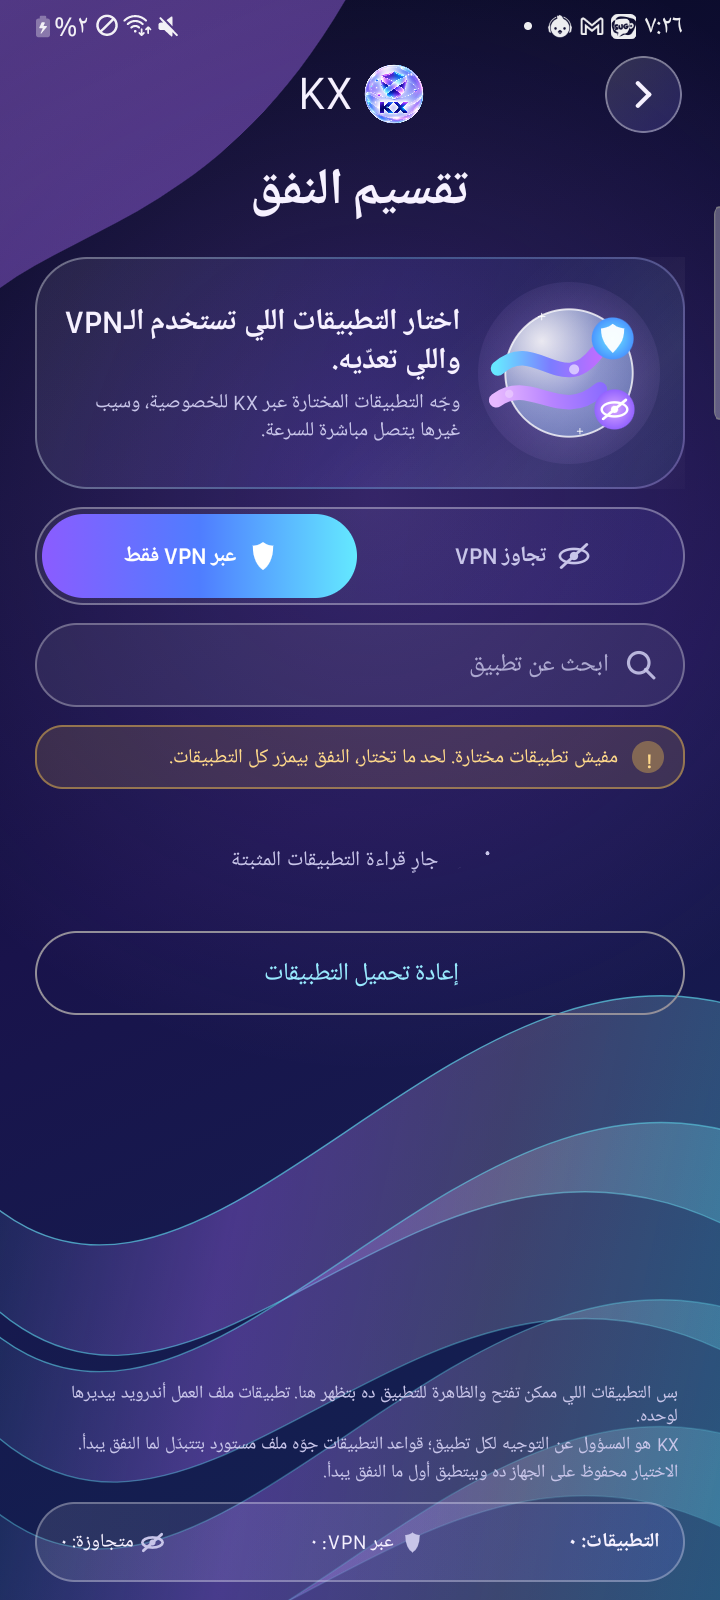 ٧:٢٦
%٢
KX
KX
تقسيم النفق
اختار التطبيقات اللي تستخدم الـVPN
واللي تعدّيه.
وجّه التطبيقات المختارة عبر KX للخصوصية، وسيب
غيرها يتصل مباشرة للسرعة.
تجاوز VPN
عبر VPN فقط
ابحث عن تطبيق
مفيش تطبيقات مختارة. لحد ما تختار، النفق بيمرّر كل التطبيقات.
جارٍ قراءة التطبيقات المثبتة
إعادة تحميل التطبيقات
بس التطبيقات اللي ممكن تفتح والظاهرة للتطبيق ده بتظهر هنا. تطبيقات ملف العمل أندرويد بيديرها
لوحده.
KX هو المسؤول عن التوجيه لكل تطبيق؛ قواعد التطبيقات جوّه ملف مستورد بتتبدّل لما النفق يبدأ.
الاختيار محفوظ على الجهاز ده وبيتطبق أول ما النفق يبدأ.
التطبيقات: ٠
عبر VPN: ٠
متجاوزة: ٠